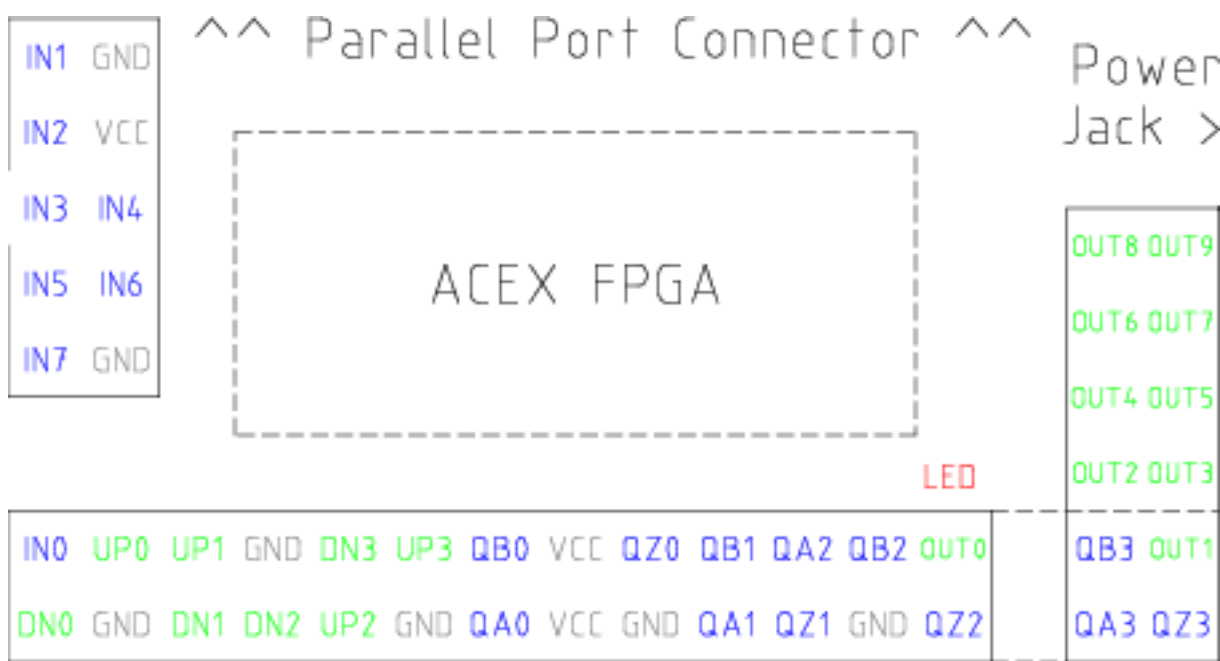 ^^ Parallel Port Connector ^^
Power
Jack >
IN1 GND
IN2 VCC
IN3 IN4
IN5 IN6
IN7 GND
ACEX FPGA
OUT8 OUT9
OUT6 OUT7
OUT4 OUT5
OUT2 OUT3
LED
IN0 UP0 UP1 GND DN3 UP3 QB0 VCC QZ0 QB1 QA2 QB2 OUT0
DN0 GND DN1 DN2 UP2 GND QA0 VCC GND QA1 QZ1 GND QZ2
QB3 OUT1
QA3 QZ3